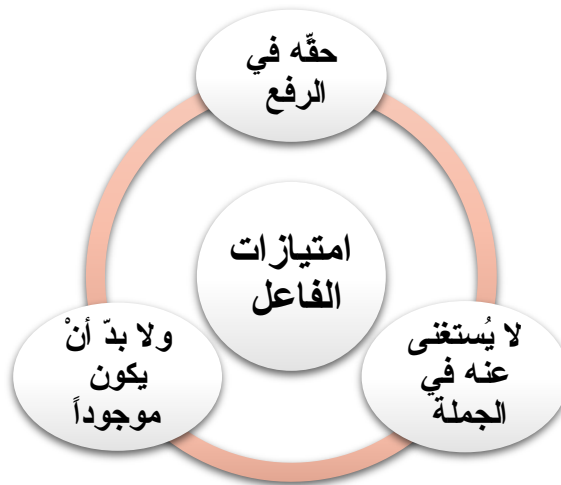 حقّه في
الرفع
امتيازات
الفاعل
لا يُستغنى
عنه في
الجملة
ولا بدّ أنْ
يكون
موجوداً